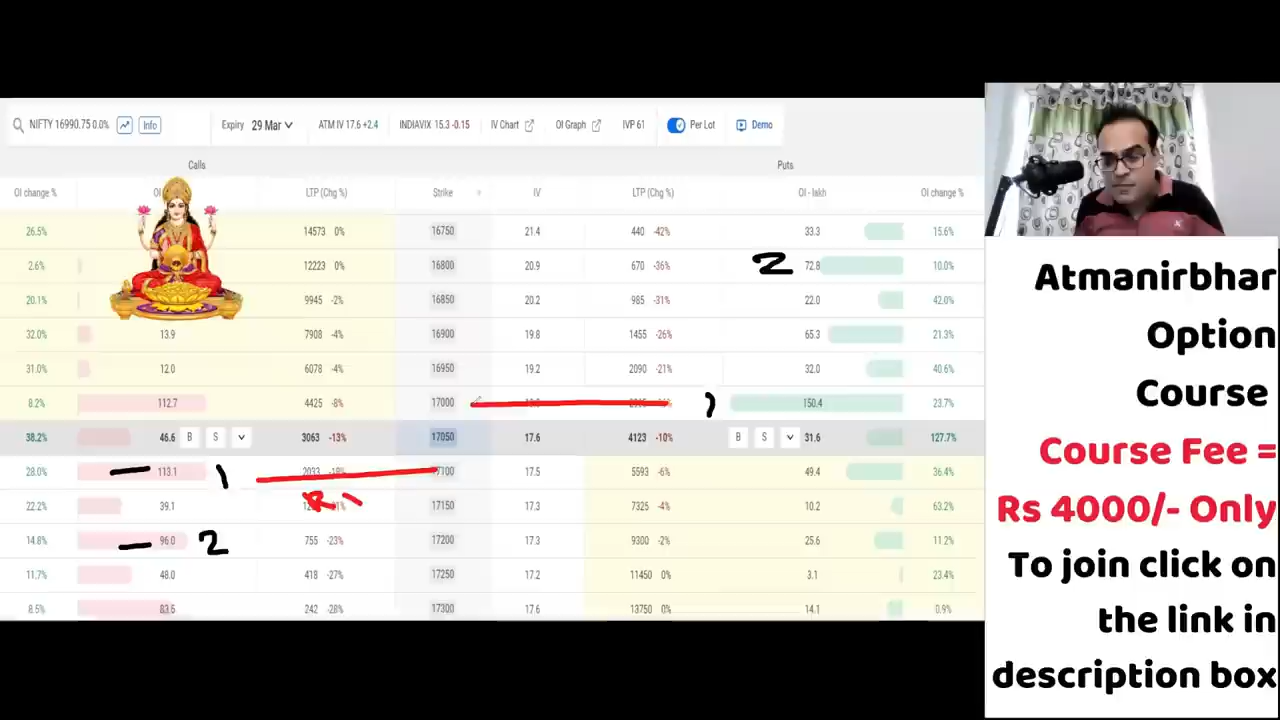 NIFTY 16990.75 0.0% Info Expiry 29 Mar ATM IV 17.6 +2.4 INDIAVIX 15.3 -0.15 IV Chart OI Graph IVP 61 Per Lot Demo
Calls Puts
OI change % LTP (Chg %) Strike IV LTP (Chg %) OI - lakh OI change %
26.5% 14573 0% 16750 21.4 440 -42% 33.3 15.6%
2.6% 12223 0% 16800 20.9 670 -36% 2 72.8 10.0%
20.1% 9945 -2% 16850 20.2 985 -31% 22.0 42.0%
32.0% 13.9 7908 -4% 16900 19.8 1455 -26% 65.3 21.3%
31.0% 12.0 6078 -4% 16950 19.2 2090 -21% 32.0 40.6%
8.2% 112.7 4425 -8% 17000 1 150.4 23.7%
38.2% 46.6 B S 3063 -13% 17050 17.6 4123 -10% B S 31.6 127.7%
28.0% 113.1 1 2033 -18% 17.5 5593 -6% 49.4 36.4%
22.2% 39.1 R1 17150 17.3 7325 -4% 10.2 63.2%
14.8% 96.0 2 755 -23% 17200 17.3 9300 -2% 25.6 11.2%
11.7% 48.0 418 -27% 17250 17.2 11450 0% 3.1 23.4%
8.5% 83.6 242 -28% 17300 17.6 13750 0% 14.1 0.9%
Atmanirbhar
Option
Course
Course Fee =
Rs 4000/- Only
To join click on
the link in
description box